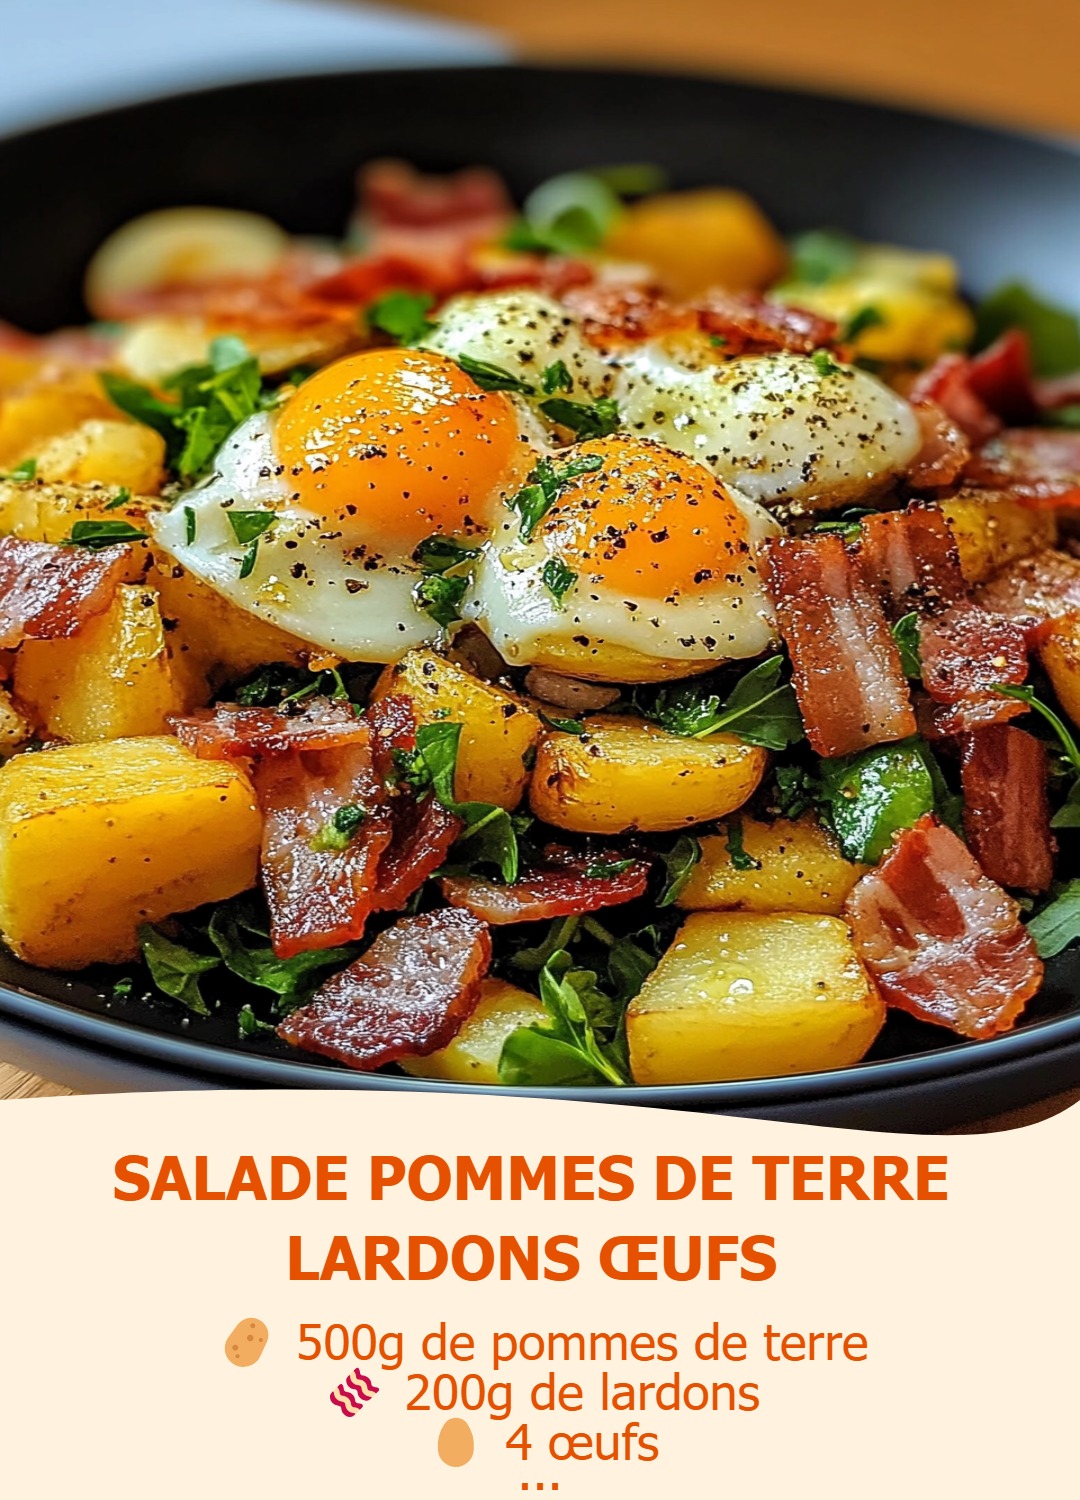 SALADE POMMES DE TERRE
LARDONS ŒUFS
500g de pommes de terre
200g de lardons
4 œufs
...